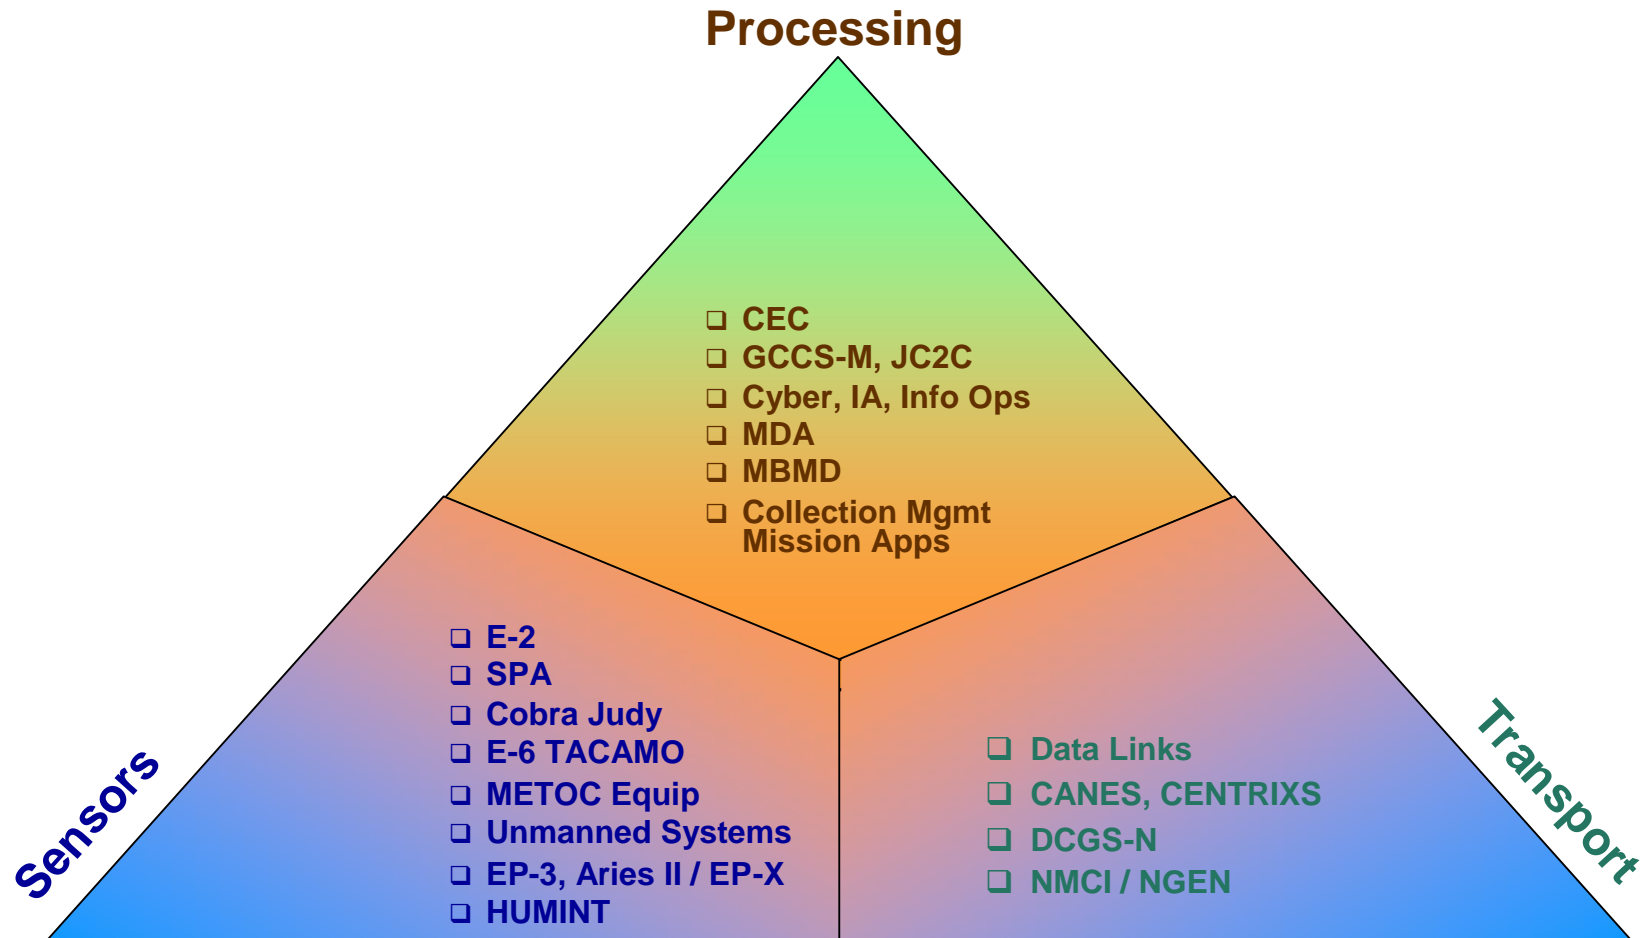 Processing
❑ CEC
❑ GCCS-M, JC2C
❑ Cyber, IA, Info Ops
❑ MDA
❑ MBMD
❑ Collection Mgmt
Mission Apps
Sensors
❑ E-2
❑ SPA
❑ Cobra Judy
❑ E-6 TACAMO
❑ METOC Equip
❑ Unmanned Systems
❑ EP-3, Aries II / EP-X
❑ HUMINT
Transport
❑ Data Links
❑ CANES, CENTRIXS
❑ DCGS-N
❑ NMCI / NGEN